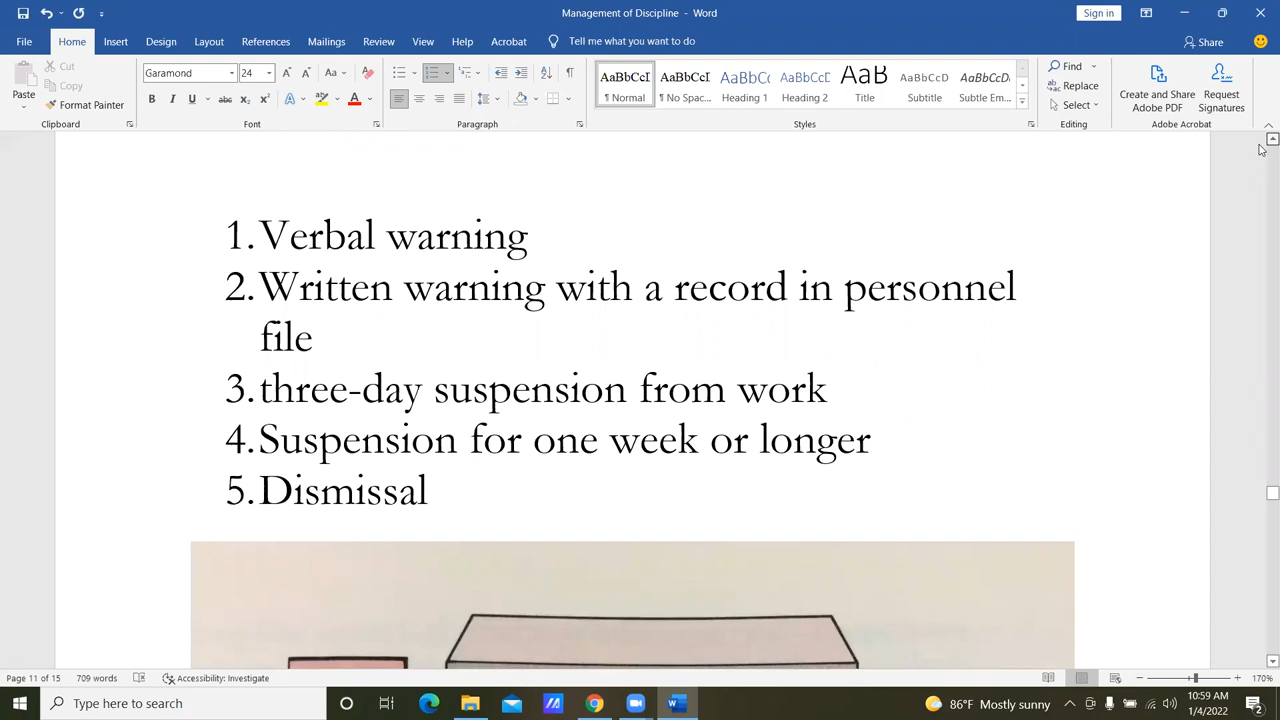 Management of Discipline - Word
Sign in
File Home Insert Design Layout References Mailings Review View Help Acrobat Tell me what you want to do Share
Paste
Cut
Copy
Format Painter
Clipboard
Garamond 24
Font
Paragraph
AaBbCcI AaBbCcI AaBbCc AaBbCcI AaB AaBbCcD AaBbCcD
¶ Normal ¶ No Spac... Heading 1 Heading 2 Title Subtitle Subtle Em...
Styles
Find
Replace
Select
Editing
Create and Share
Adobe PDF
Request
Signatures
Adobe Acrobat
1. Verbal warning
2. Written warning with a record in personnel
file
3. three-day suspension from work
4. Suspension for one week or longer
5. Dismissal
Page 11 of 15 709 words Accessibility: Investigate 170%
Type here to search
86°F Mostly sunny
10:59 AM
1/4/2022
2